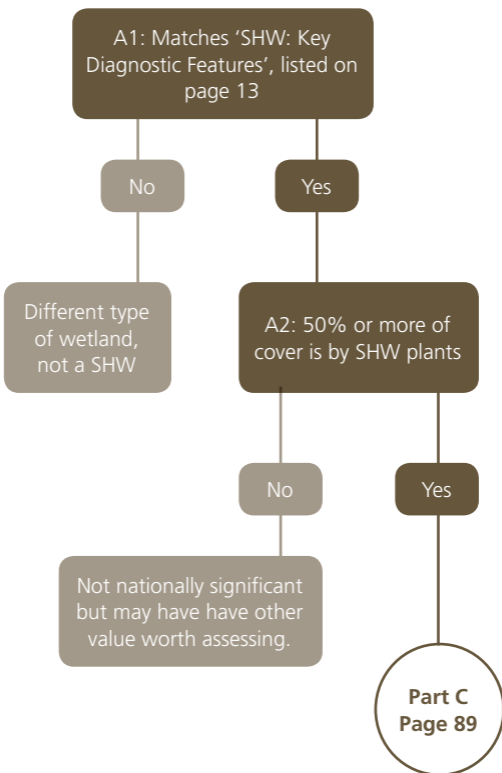 A1: Matches ‘SHW: Key
Diagnostic Features’, listed on
page 13
No
Yes
Different type
of wetland,
not a SHW
A2: 50% or more of
cover is by SHW plants
No
Yes
Not nationally significant
but may have have other
value worth assessing.
Part C
Page 89